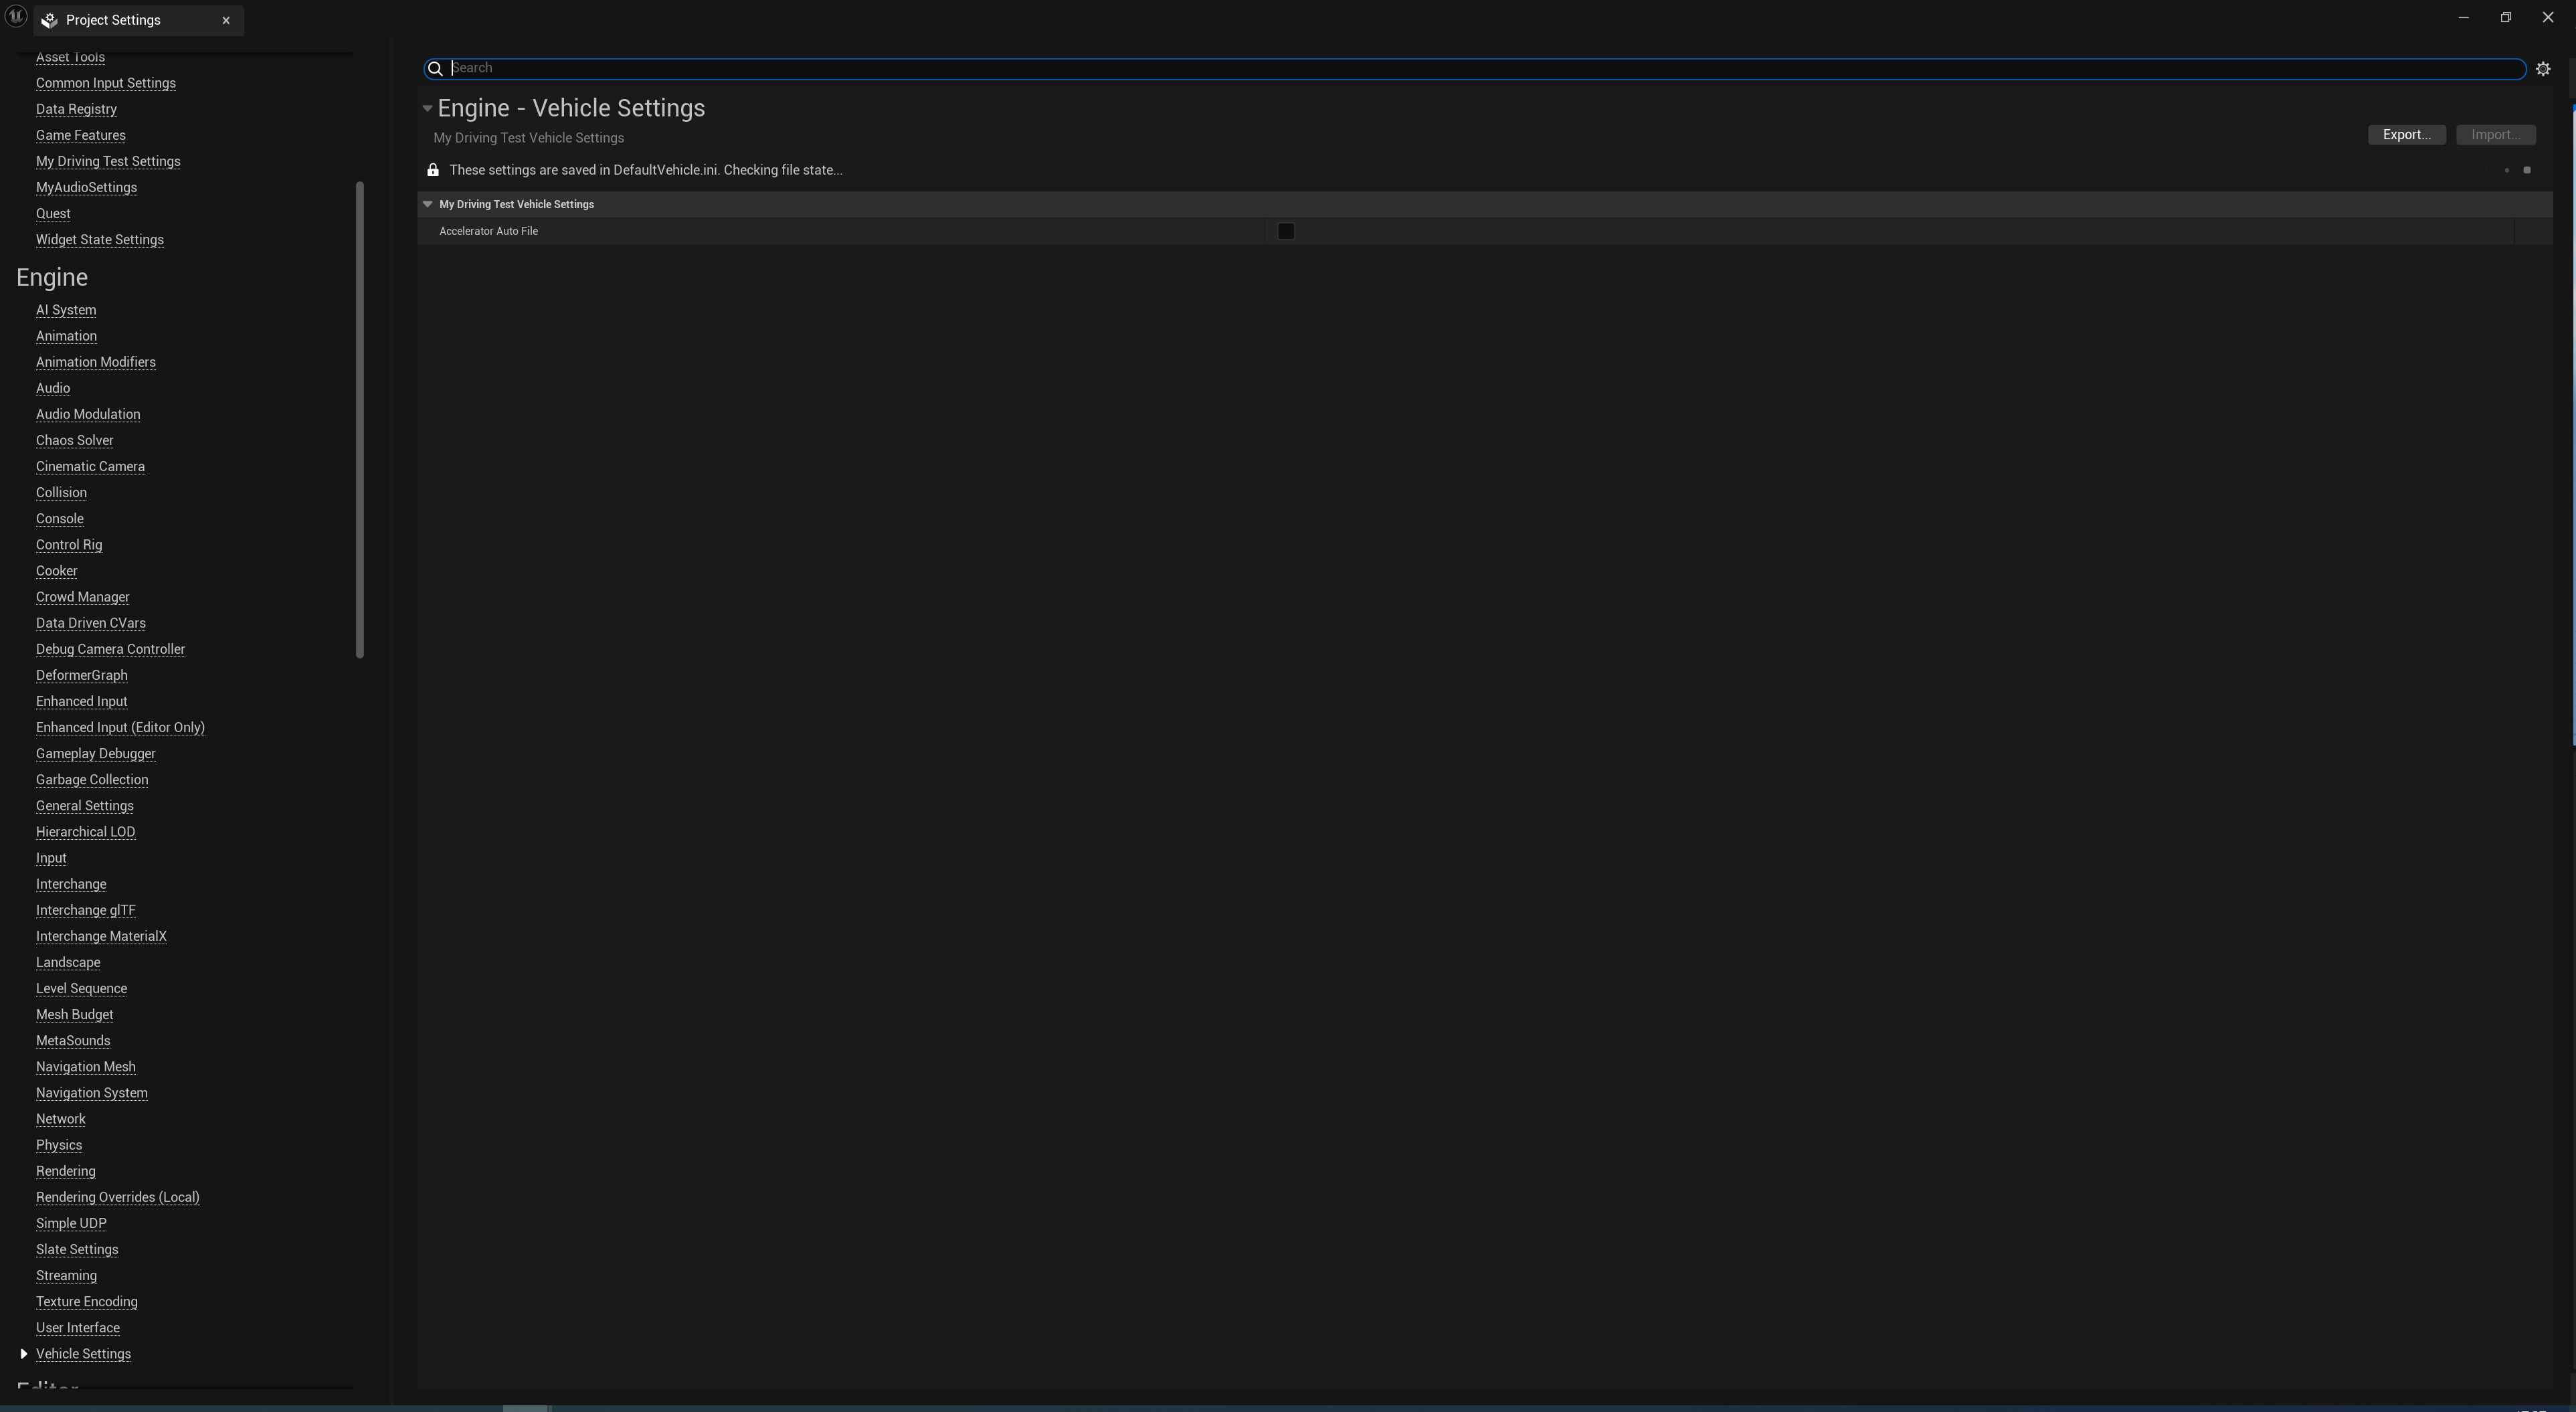 Project Settings
Asset Tools
Common Input Settings
Data Registry
Game Features
My Driving Test Settings
MyAudioSettings
Quest
Widget State Settings
Engine
AI System
Animation
Animation Modifiers
Audio
Audio Modulation
Chaos Solver
Cinematic Camera
Collision
Console
Control Rig
Cooker
Crowd Manager
Data Driven CVars
Debug Camera Controller
DeformerGraph
Enhanced Input
Enhanced Input (Editor Only)
Gameplay Debugger
Garbage Collection
General Settings
Hierarchical LOD
Input
Interchange
Interchange glTF
Interchange MaterialX
Landscape
Level Sequence
Mesh Budget
MetaSounds
Navigation Mesh
Navigation System
Network
Physics
Rendering
Rendering Overrides (Local)
Simple UDP
Slate Settings
Streaming
Texture Encoding
User Interface
Vehicle Settings
Editor
Search
Engine - Vehicle Settings
My Driving Test Vehicle Settings
Export...
Import...
These settings are saved in DefaultVehicle.ini. Checking file state...
My Driving Test Vehicle Settings
Accelerator Auto File